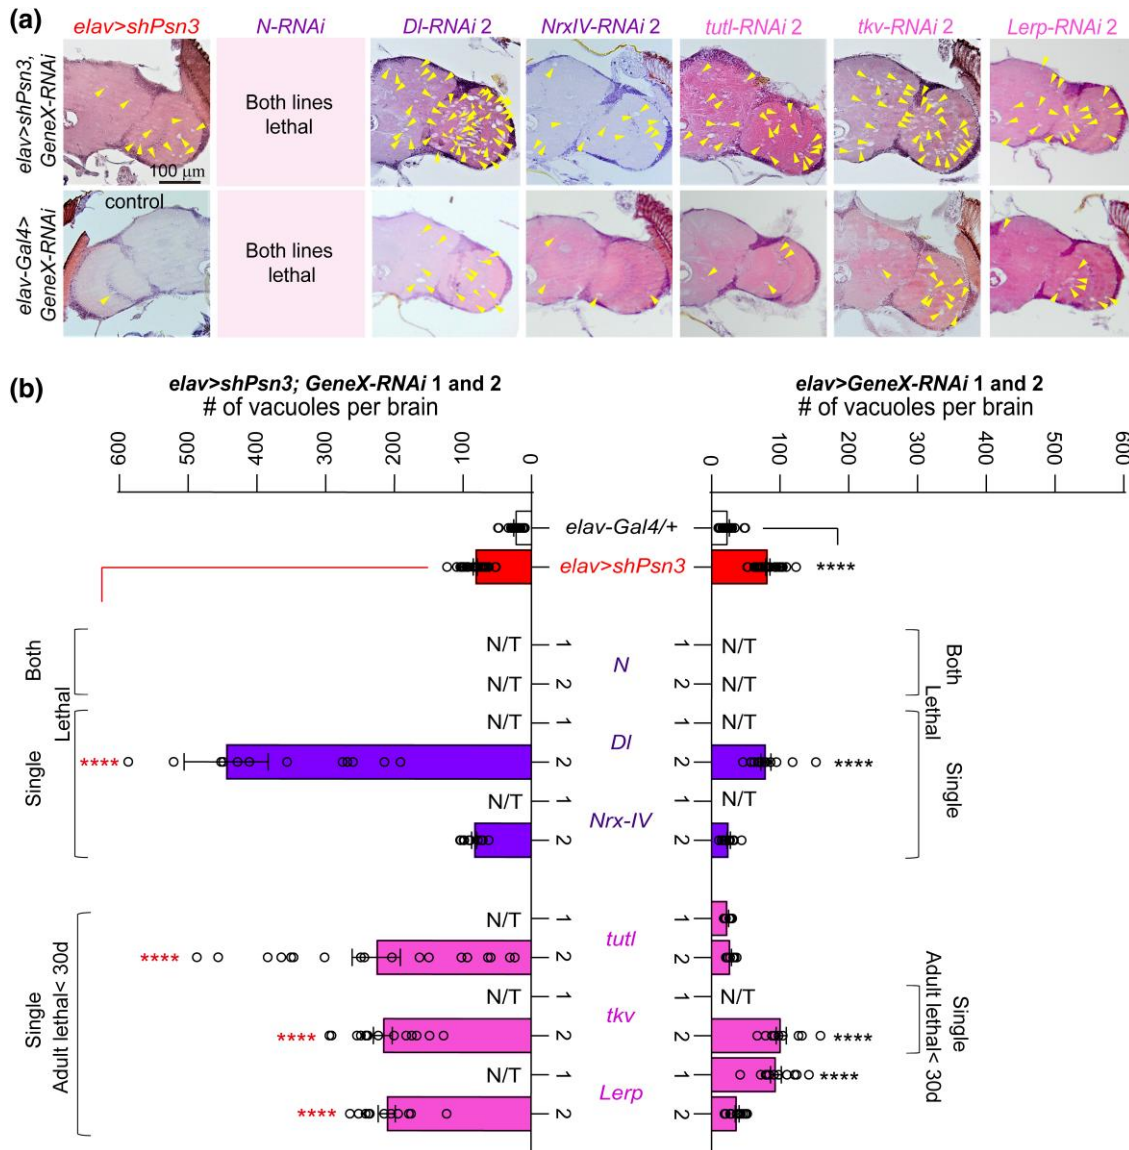 (a)
elav>shPsn3 N-RNAi Dl-RNAi 2 NrxIV-RNAi 2 tutl-RNAi 2 tkv-RNAi 2 Lerp-RNAi 2
elav>shPsn3,
GeneX-RNAi
Both lines
lethal
100 µm
elav-Gal4>
GeneX-RNAi
control
Both lines
lethal
(b)
elav>shPsn3; GeneX-RNAi 1 and 2
# of vacuoles per brain
600 500 400 300 200 100 0
elav>GeneX-RNAi 1 and 2
# of vacuoles per brain
0 100 200 300 400 500 600
elav-Gal4/+
elav>shPsn3
****
Both
Lethal
Single
N/T 1 N 1 N/T
N/T 2 2 N/T
N/T 1 Dl 1 N/T
**** 2 2 ****
N/T 1 Nrx-IV 1 N/T
2 2
Both
Lethal
Single
Single
Adult lethal< 30d
N/T 1 tutl 1
**** 2 2
N/T 1 tkv 1 N/T
**** 2 2 ****
N/T 1 Lerp 1 ****
**** 2 2
Single
Adult lethal< 30d